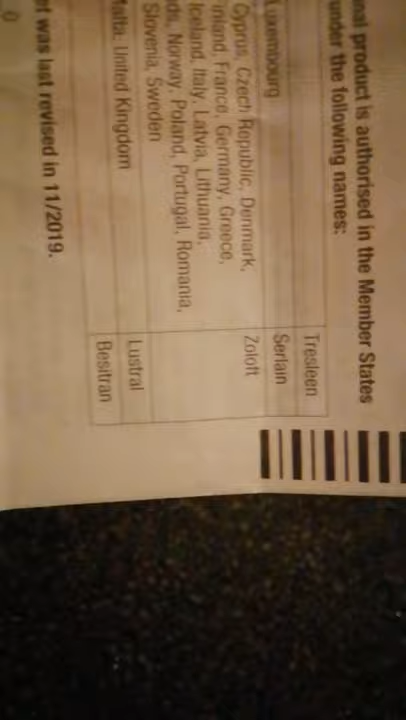 nal product is authorised in the Member States
under the following names:
Tresleen
Luxembourg
Serlain
Cyprus, Czech Republic, Denmark,
Zoloft
inland, France, Germany, Greece,
Iceland, Italy, Latvia, Lithuania,
ds, Norway, Poland, Portugal, Romania,
Slovenia, Sweden
Malta, United Kingdom
Lustral
Besitran
et was last revised in 11/2019.
0